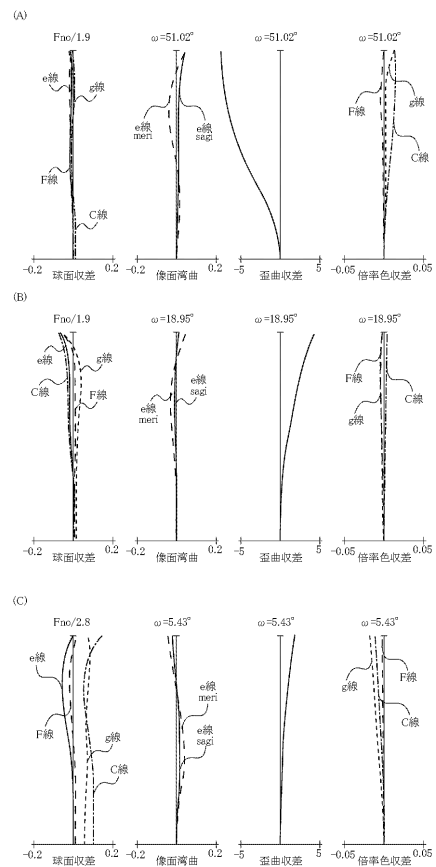 (A)
Fno/1.9
ω=51.02°
ω=51.02°
ω=51.02°
e線
g線
F線
C線
e線
meri
e線
sagi
g線
F線
C線
-0.2 球面収差 0.2
-0.2 像面湾曲 0.2
-5 歪曲収差 5
-0.05 倍率色収差 0.05
(B)
Fno/1.9
ω=18.95°
ω=18.95°
ω=18.95°
e線
C線
g線
F線
e線
meri
e線
sagi
F線
g線
C線
-0.2 球面収差 0.2
-0.2 像面湾曲 0.2
-5 歪曲収差 5
-0.05 倍率色収差 0.05
(C)
Fno/2.8
ω=5.43°
ω=5.43°
ω=5.43°
e線
F線
g線
C線
e線
meri
e線
sagi
g線
F線
C線
-0.2 球面収差 0.2
-0.2 像面湾曲 0.2
-5 歪曲収差 5
-0.05 倍率色収差 0.05